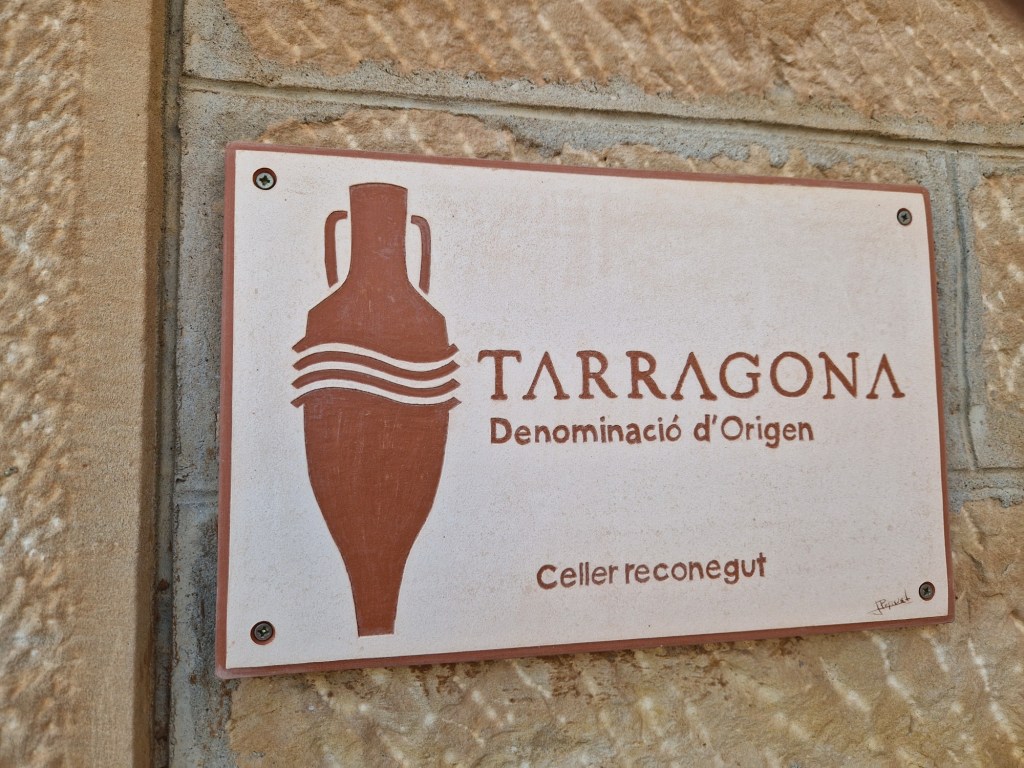 TARRAGONA
Denominació d'Origen
Celler reconegut